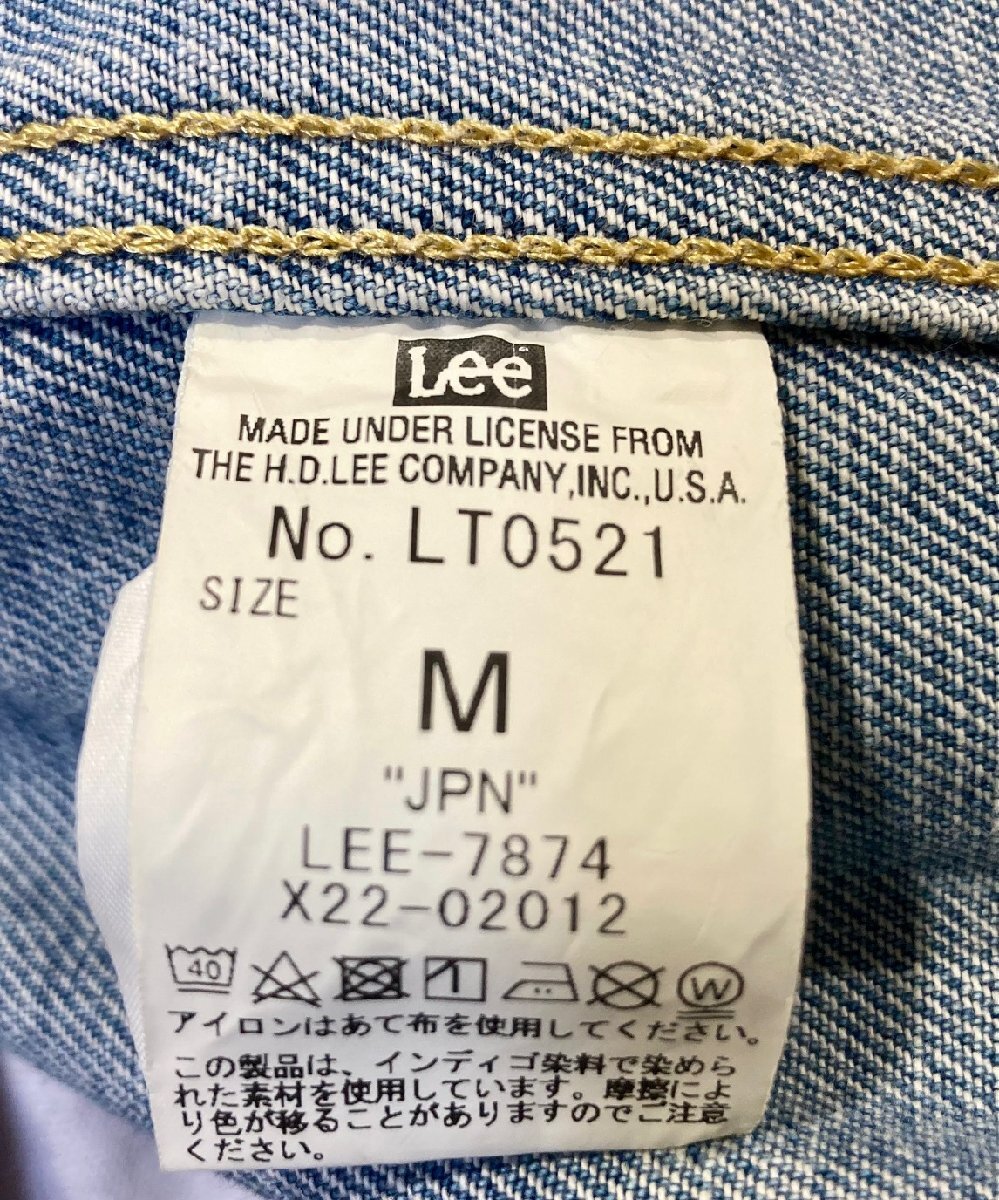 Lee
MADE UNDER LICENSE FROM
THE H.D.LEE COMPANY,INC.,U.S.A.
No. LT0521
SIZE
M
"JPN"
LEE-7874
X22-02012
40
W
アイロンはあて布を使用してください。
この製品は、インディゴ染料で染めら
れた素材を使用しています。摩擦によ
り色が移ることがありますのでご注意
ください。